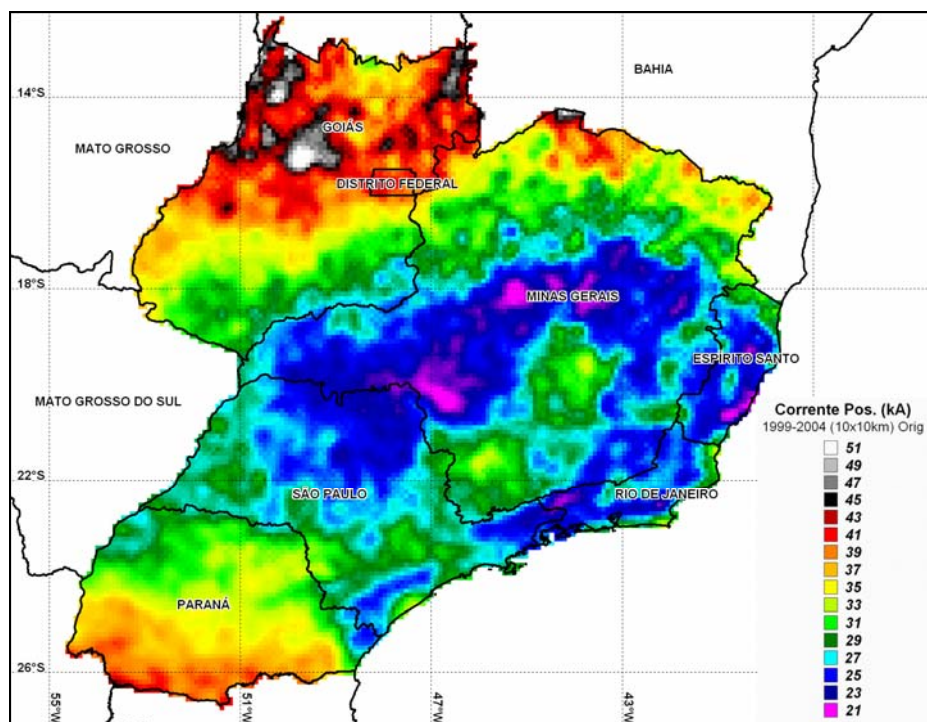 BAHIA
14°S
GOIÁS
MATO GROSSO
DISTRITO FEDERAL
18°S
MINAS GERAIS
ESPÍRITO SANTO
MATO GROSSO DO SUL
Corrente Pos. (kA)
1999-2004 (10x10km) Orig
51
49
47
45
43
41
39
37
35
33
31
29
27
25
23
21
22°S
SÃO PAULO
RIO DE JANEIRO
PARANÁ
26°S
55°W
51°W
47°W
43°W